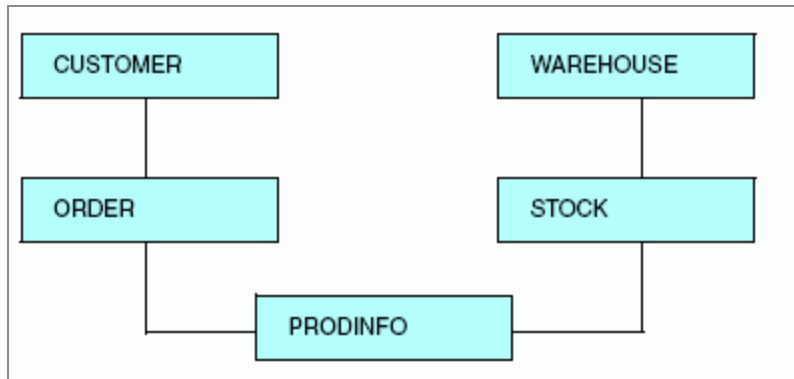 CUSTOMER
WAREHOUSE
ORDER
STOCK
PRODINFO